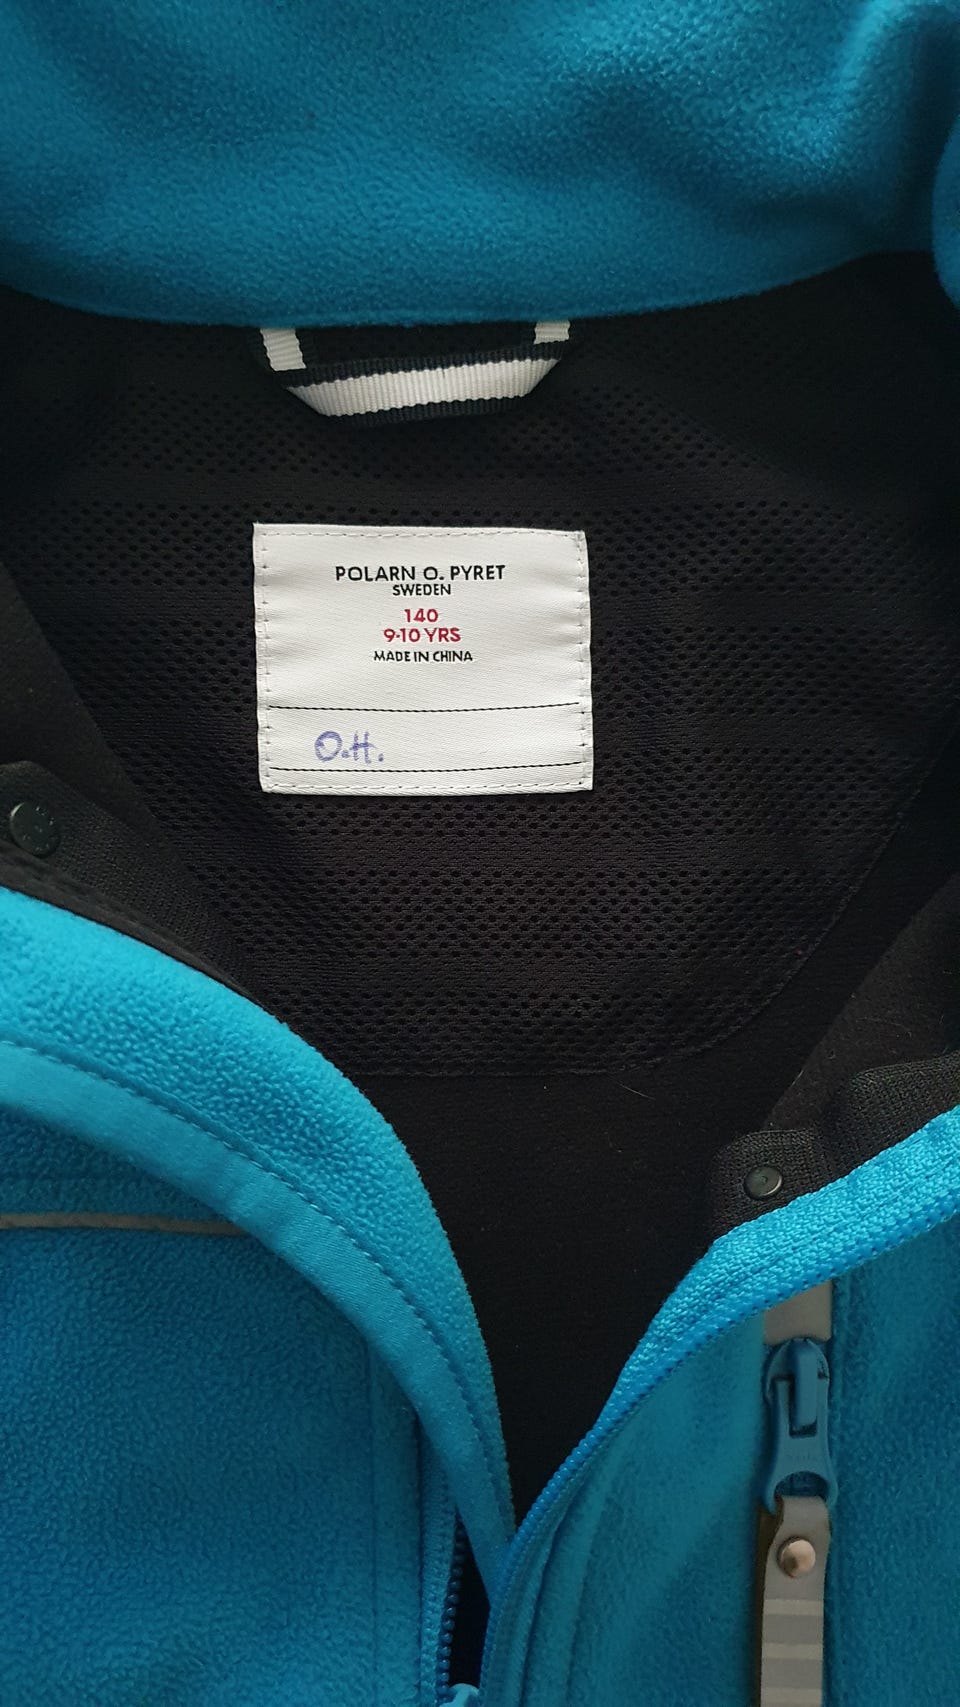 POLARN O. PYRET
SWEDEN
140
9-10 YRS
MADE IN CHINA
O.H.